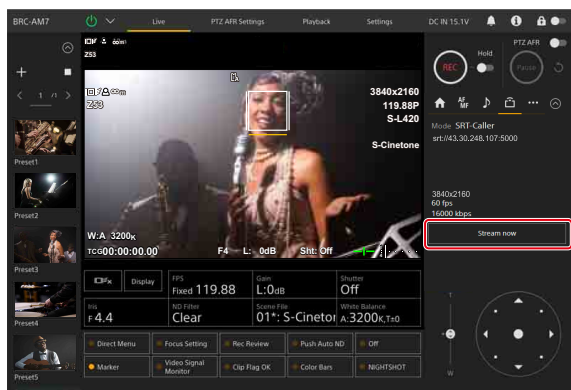 BRC-AM7
Live
PTZ AFR Settings
Playback
Settings
DC IN 15.1V
Z53
1 /1
Preset1
Preset2
Preset3
Preset4
Preset5
Z53
3840x2160
119.88P
S-L420
S-Cinetone
W:A 3200K
TCG00:00:00.00
F4
L: 0dB
Sht: Off
Display
FPS
Fixed 119.88
Gain
L:0dB
Shutter
Off
Iris
F 4.4
ND Filter
Clear
Scene File
01*: S-Cinetor
White Balance
A:3200K,T±0
Direct Menu
Focus Setting
Rec Review
Push Auto ND
Off
Marker
Video Signal
Monitor
Clip Flag OK
Color Bars
NIGHTSHOT
PTZ AFR
REC
Hold
Pause
AF
MF
Mode SRT-Caller
srt://43.30.248.107:5000
3840x2160
60 fps
16000 kbps
Stream now
T
W